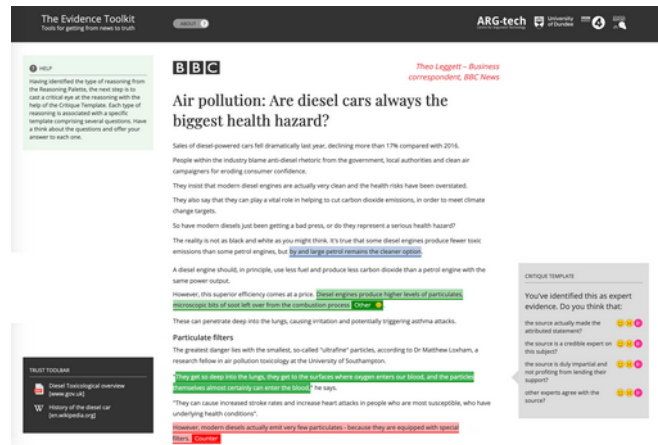 The Evidence Toolkit
Tools for getting from news to truth
ABOUT ?
ARG-tech
University
of Dundee
4
? HELP
Having identified the type of reasoning from
the Reasoning Palette, the next step is to
cast a critical eye at the reasoning with the
help of the Critique Template. Each type of
reasoning is associated with a specific
template comprising several questions. Have
a think about the questions and offer your
answer to each one.
BBC
Theo Leggett – Business
correspondent, BBC News
Air pollution: Are diesel cars always the
biggest health hazard?
Sales of diesel-powered cars fell dramatically last year, declining more than 17% compared with 2016.
People within the industry blame anti-diesel rhetoric from the government, local authorities and clean air
campaigners for eroding consumer confidence.
They insist that modern diesel engines are actually very clean and the health risks have been overstated.
They also say that they can play a vital role in helping to cut carbon dioxide emissions, in order to meet climate
change targets.
So have modern diesels just been getting a bad press, or do they represent a serious health hazard?
The reality is not as black and white as you might think. It's true that some diesel engines produce fewer toxic
emissions than some petrol engines, but by and large petrol remains the cleaner option.
A diesel engine should, in principle, use less fuel and produce less carbon dioxide than a petrol engine with the
same power output.
However, this superior efficiency comes at a price. Diesel engines produce higher levels of particulates,
microscopic bits of soot left over from the combustion process Other
These can penetrate deep into the lungs, causing irritation and potentially triggering asthma attacks.
Particulate filters
The greatest danger lies with the smallest, so-called "ultrafine" particles, according to Dr Matthew Loxham, a
research fellow in air pollution toxicology at the University of Southampton.
"They get so deep into the lungs, they get to the surfaces where oxygen enters our blood, and the particles
themselves almost certainly can enter the blood" he says.
"They can cause increased stroke rates and increase heart attacks in people who are most susceptible, who have
underlying health conditions".
However, modern diesels actually emit very few particulates - because they are equipped with special
filters. Counter
CRITIQUE TEMPLATE
You've identified this as expert
evidence. Do you think that:
the source actually made the
attributed statement?
the source is a credible expert on
this subject?
the source is duly impartial and
not profiting from lending their
support?
other experts agree with the
source?
TRUST TOOLBAR
Diesel Toxicological overview
[www.gov.uk]
W History of the diesel car
[en.wikipedia.org]